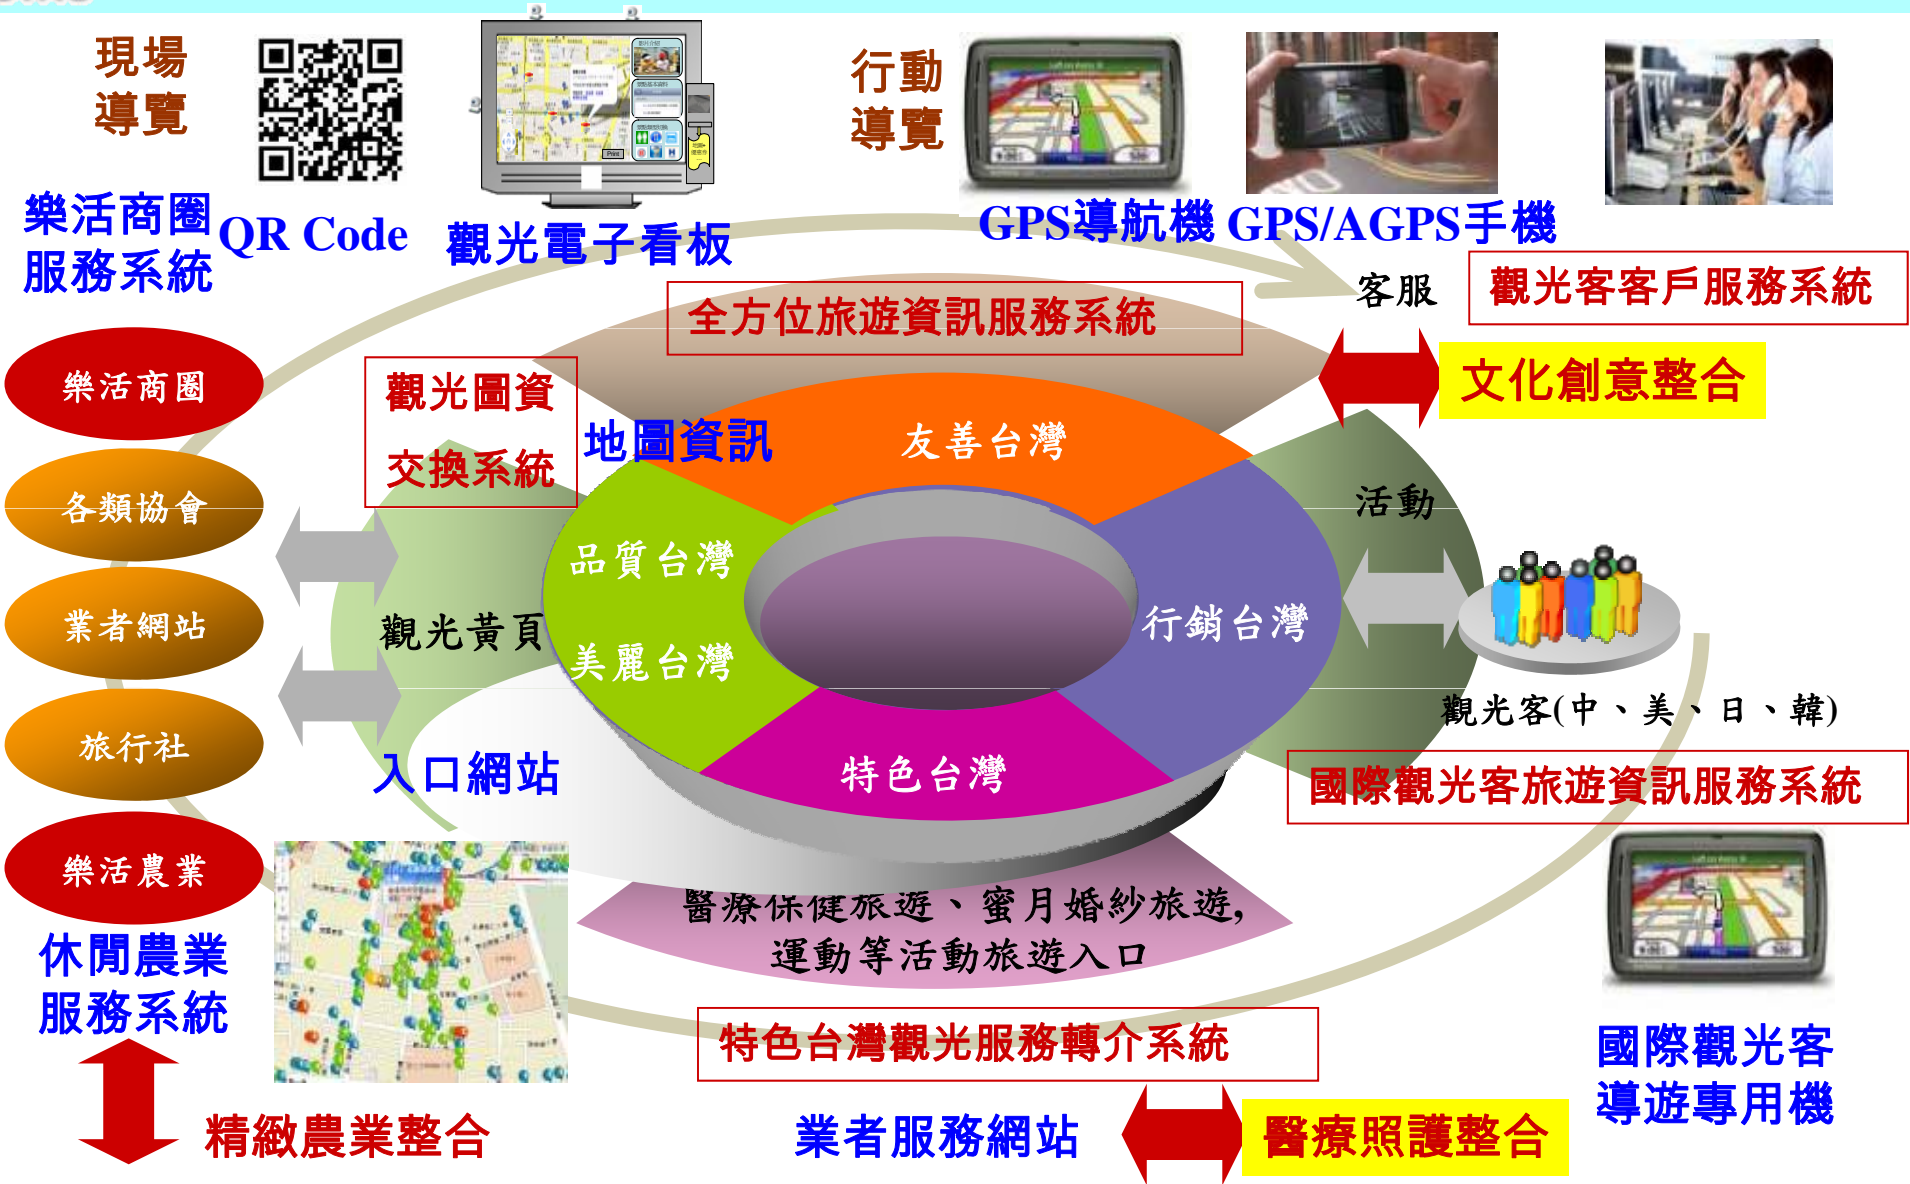 現場
導覽
行動
導覽
Print
樂活商圈
服務系統
QR Code
觀光電子看板
GPS導航機
GPS/AGPS手機
客服
觀光客客戶服務系統
全方位旅遊資訊服務系統
文化創意整合
樂活商圈
觀光圖資
交換系統
地圖資訊
友善台灣
各類協會
活動
品質台灣
業者網站
觀光黃頁
行銷台灣
美麗台灣
觀光客(中、美、日、韓)
旅行社
入口網站
特色台灣
國際觀光客旅遊資訊服務系統
樂活農業
醫療保健旅遊、蜜月婚紗旅遊,
運動等活動旅遊入口
休閒農業
服務系統
特色台灣觀光服務轉介系統
國際觀光客
導遊專用機
精緻農業整合
業者服務網站
醫療照護整合